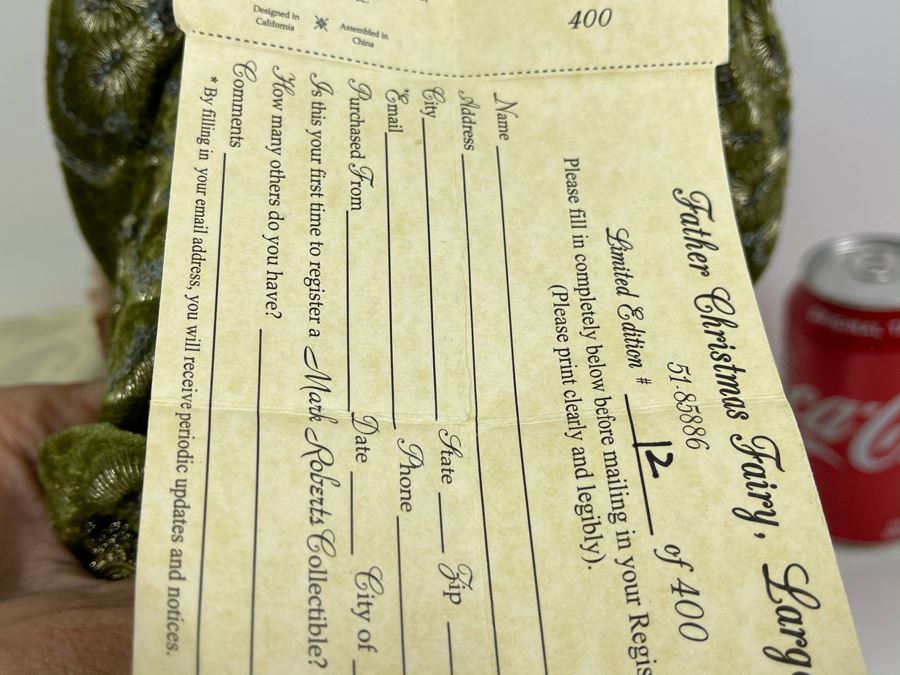 Designed in
California
Assembled in
China
400
Father Christmas Fairy, Large
51.85886
Limited Edition # 12 of 400
Please fill in completely below before mailing in your Regis
(Please print clearly and legibly).
Name
Address
City State Zip
*Email Phone
Purchased From Date City of
Is this your first time to register a Mark Roberts Collectible?
How many others do you have?
Comments
* By filling in your email address, you will receive periodic updates and notices.